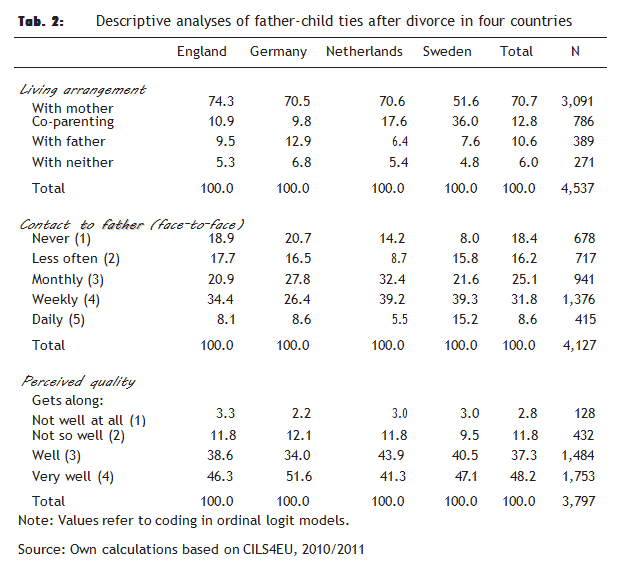 Tab. 2: Descriptive analyses of father-child ties after divorce in four countries
England Germany Netherlands Sweden Total N
Living arrangement
With mother 74.3 70.5 70.6 51.6 70.7 3,091
Co-parenting 10.9 9.8 17.6 36.0 12.8 786
With father 9.5 12.9 6.4 7.6 10.6 389
With neither 5.3 6.8 5.4 4.8 6.0 271
Total 100.0 100.0 100.0 100.0 100.0 4,537
Contact to father (face-to-face)
Never (1) 18.9 20.7 14.2 8.0 18.4 678
Less often (2) 17.7 16.5 8.7 15.8 16.2 717
Monthly (3) 20.9 27.8 32.4 21.6 25.1 941
Weekly (4) 34.4 26.4 39.2 39.3 31.8 1,376
Daily (5) 8.1 8.6 5.5 15.2 8.6 415
Total 100.0 100.0 100.0 100.0 100.0 4,127
Perceived quality
Gets along:
Not well at all (1) 3.3 2.2 3.0 3.0 2.8 128
Not so well (2) 11.8 12.1 11.8 9.5 11.8 432
Well (3) 38.6 34.0 43.9 40.5 37.3 1,484
Very well (4) 46.3 51.6 41.3 47.1 48.2 1,753
Total 100.0 100.0 100.0 100.0 100.0 3,797
Note: Values refer to coding in ordinal logit models.
Source: Own calculations based on CILS4EU, 2010/2011